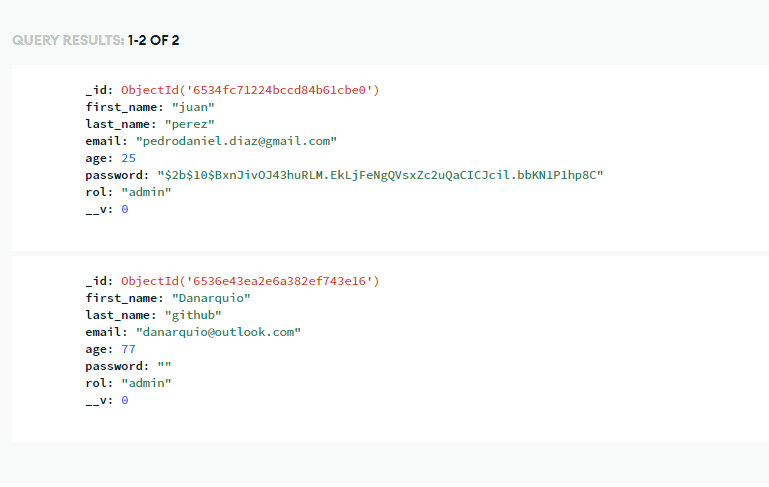 QUERY RESULTS: 1-2 OF 2
_id: ObjectId('6534fc71224bccd84b61cbe0')
first_name: "juan"
last_name: "perez"
email: "pedrodaniel.diaz@gmail.com"
age: 25
password: "$2b$10$BxnJivOJ43huRLM.EkLjFeNgQVsxZc2uQaCICJcil.bbKN1P1hp8C"
rol: "admin"
__v: 0
_id: ObjectId('6536e43ea2e6a382ef743e16')
first_name: "Danarquio"
last_name: "github"
email: "danarquio@outlook.com"
age: 77
password: ""
rol: "admin"
__v: 0